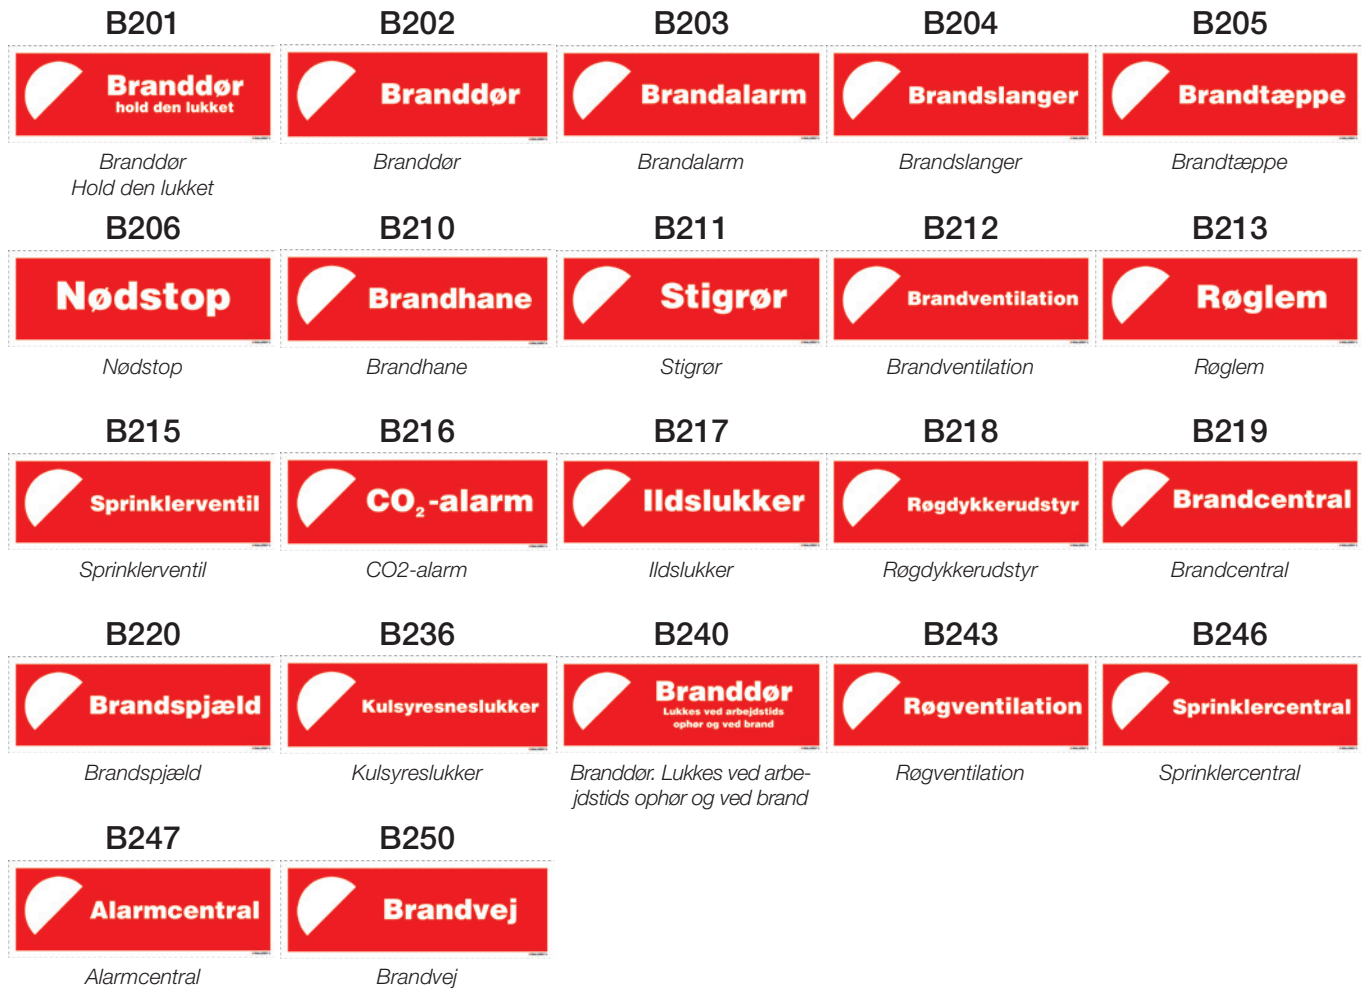 B201 B202 B203 B204 B205
Branddør
hold den lukket
Branddør
Brandalarm
Brandslanger
Brandtæppe
Branddør
Hold den lukket
Branddør
Brandalarm
Brandslanger
Brandtæppe
B206 B210 B211 B212 B213
Nødstop
Brandhane
Stigrør
Brandventilation
Røglem
Nødstop
Brandhane
Stigrør
Brandventilation
Røglem
B215 B216 B217 B218 B219
Sprinklerventil
CO₂-alarm
Ildslukker
Røgdykkerudstyr
Brandcentral
Sprinklerventil
CO2-alarm
Ildslukker
Røgdykkerudstyr
Brandcentral
B220 B236 B240 B243 B246
Brandspjæld
Kulsyresneslukker
Branddør
Lukkes ved arbejdstids
ophør og ved brand
Røgventilation
Sprinklercentral
Brandspjæld
Kulsyreslukker
Branddør. Lukkes ved arbe-
jdstids ophør og ved brand
Røgventilation
Sprinklercentral
B247 B250
Alarmcentral
Brandvej
Alarmcentral
Brandvej